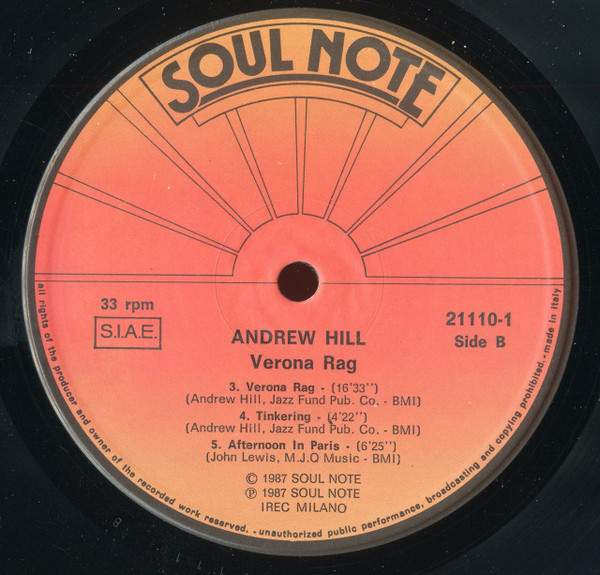 SOUL NOTE
33 rpm
S.I.A.E.
21110-1
Side B
ANDREW HILL
Verona Rag
3. Verona Rag - (16'33'')
(Andrew Hill, Jazz Fund Pub. Co. - BMI)
4. Tinkering - (4'22'')
(Andrew Hill, Jazz Fund Pub. Co. - BMI)
5. Afternoon In Paris - (6'25'')
(John Lewis, M.J.Q Music - BMI)
© 1987 SOUL NOTE
℗ 1987 SOUL NOTE
IREC MILANO
all rights of the producer and owner of the recorded work reserved. - unauthorized public performance, broadcasting and copying prohibited. - made in italy